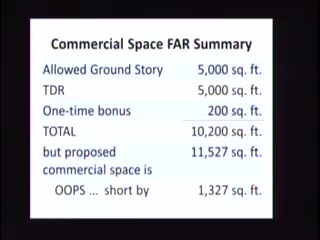 Commercial Space FAR Summary
Allowed Ground Story 5,000 sq. ft.
TDR 5,000 sq. ft.
One-time bonus 200 sq. ft.
TOTAL 10,200 sq. ft.
but proposed 11,527 sq. ft.
commercial space is
OOPS ... short by 1,327 sq. ft.